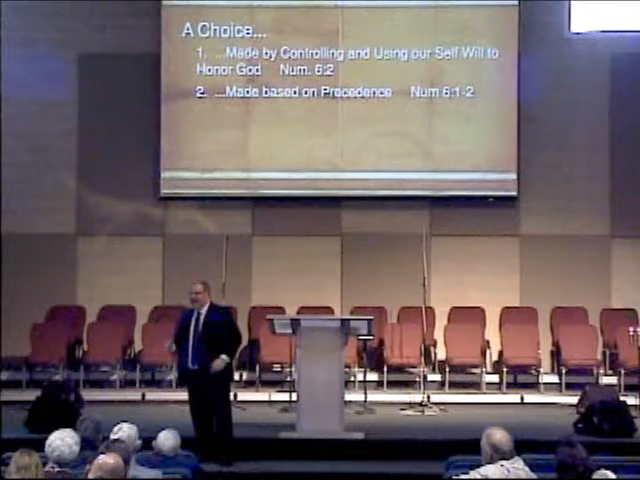 A Choice...
1. ...Made by Controlling and Using our Self Will to
Honor God Num. 6:2
2. ...Made based on Precedence Num 6:1-2